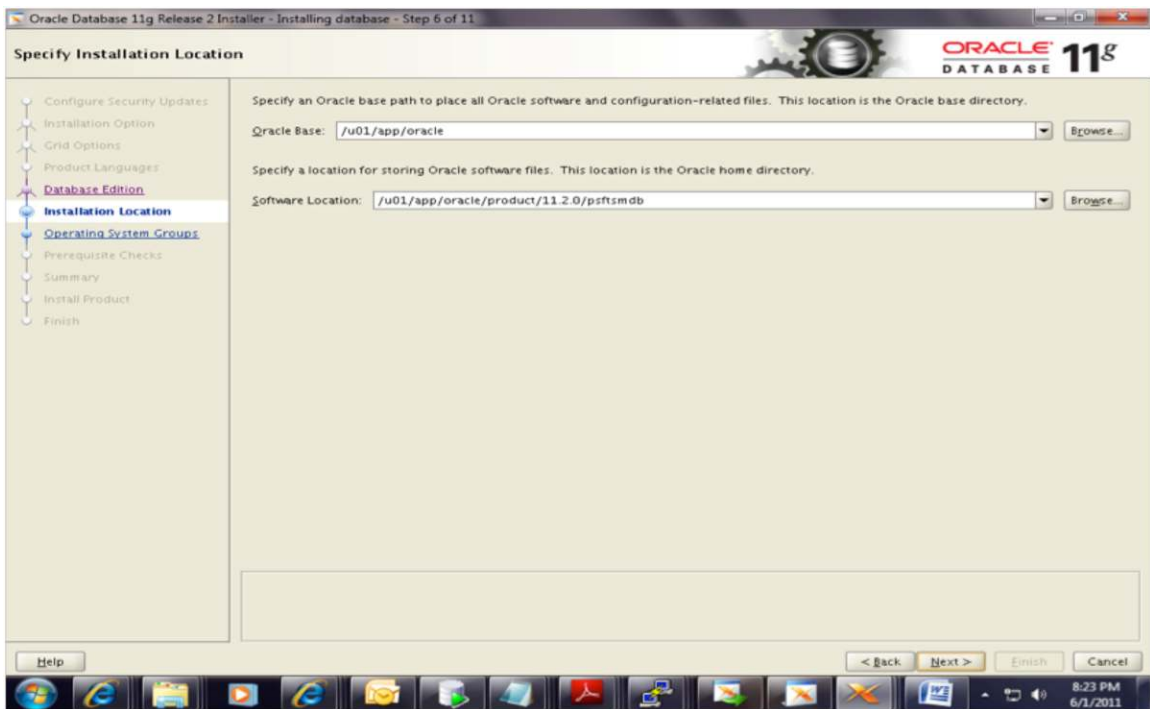 Oracle Database 11g Release 2 Installer - Installing database - Step 6 of 11
Specify Installation Location
ORACLE
DATABASE
11g
Configure Security Updates
Installation Option
Grid Options
Product Languages
Database Edition
Installation Location
Operating System Groups
Prerequisite Checks
Summary
Install Product
Finish
Specify an Oracle base path to place all Oracle software and configuration-related files. This location is the Oracle base directory.
Oracle Base: /u01/app/oracle Browse...
Specify a location for storing Oracle software files. This location is the Oracle home directory.
Software Location: /u01/app/oracle/product/11.2.0/psftsmdb Browse...
Help
< Back Next > Finish Cancel
8:23 PM
6/1/2011